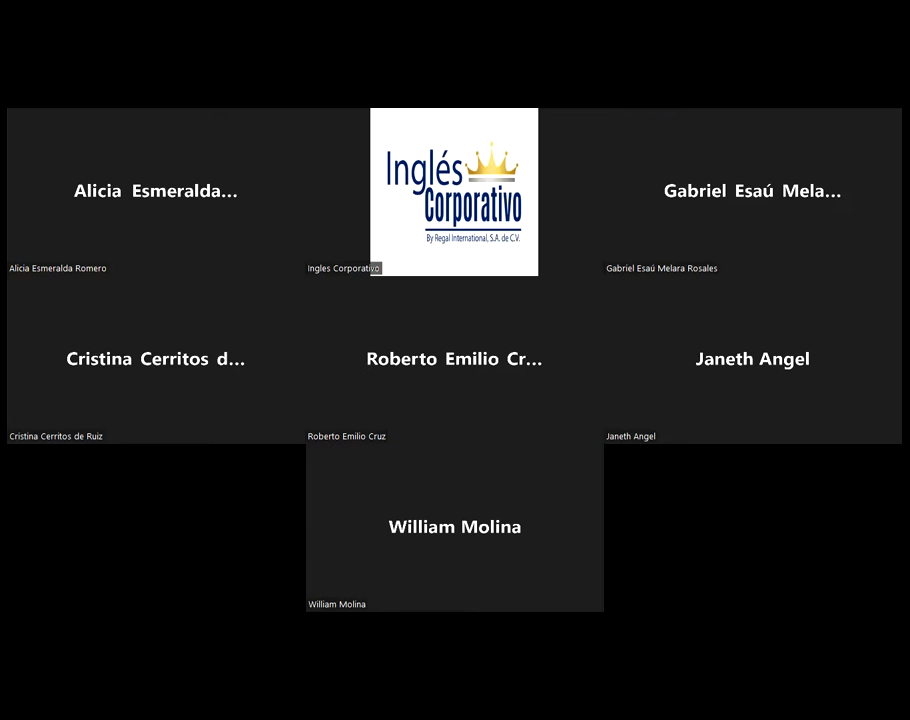 Alicia Esmeralda...
Alicia Esmeralda Romero
Inglés
Corporativo
By Regal International, S.A. de C.V.
Ingles Corporativo
Gabriel Esaú Mela...
Gabriel Esaú Melara Rosales
Cristina Cerritos d...
Cristina Cerritos de Ruiz
Roberto Emilio Cr...
Roberto Emilio Cruz
Janeth Angel
Janeth Angel
William Molina
William Molina